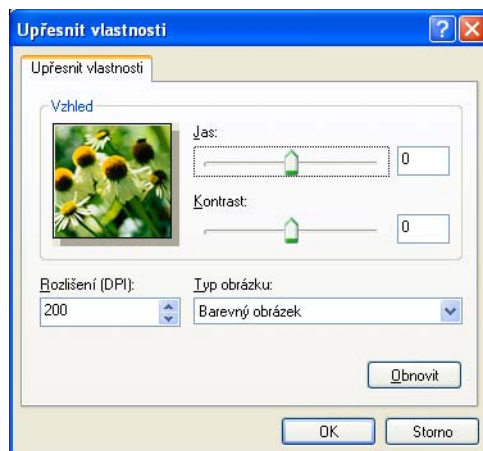 Upřesnit vlastnosti
Upřesnit vlastnosti
Vzhled
Jas:
0
Kontrast:
0
Rozlišení (DPI):
Typ obrázku:
200
Barevný obrázek
Obnovit
OK
Storno